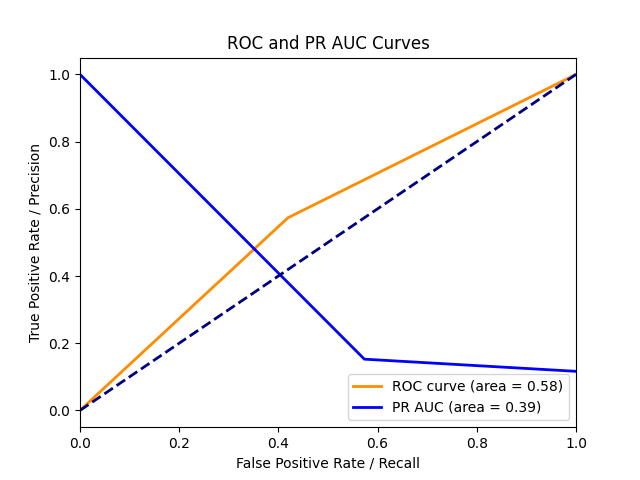 ROC and PR AUC Curves
True Positive Rate / Precision
1.0
0.8
0.6
0.4
0.2
0.0
ROC curve (area = 0.58)
PR AUC (area = 0.39)
0.0 0.2 0.4 0.6 0.8 1.0
False Positive Rate / Recall